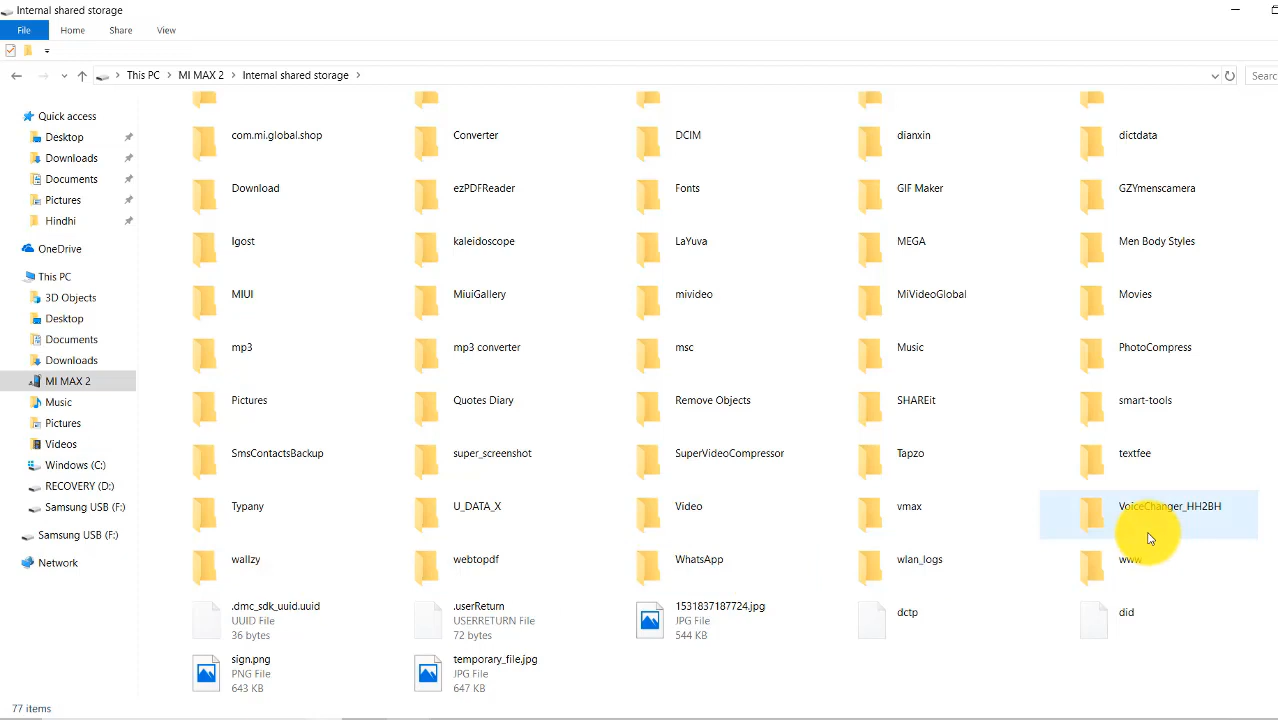 Internal shared storage
File Home Share View
This PC MI MAX 2 Internal shared storage
Quick access
Desktop
Downloads
Documents
Pictures
Hindhi
OneDrive
This PC
3D Objects
Desktop
Documents
Downloads
MI MAX 2
Music
Pictures
Videos
Windows (C:)
RECOVERY (D:)
Samsung USB (F:)
Samsung USB (F:)
Network
com.mi.global.shop Converter DCIM dianxin dictdata
Download ezPDFReader Fonts GIF Maker GZYmenscamera
Igost kaleidoscope LaYuva MEGA Men Body Styles
MIUI MiuiGallery mivideo MiVideoGlobal Movies
mp3 mp3 converter msc Music PhotoCompress
Pictures Quotes Diary Remove Objects SHAREit smart-tools
SmsContactsBackup super_screenshot SuperVideoCompressor Tapzo textfee
Typany U_DATA_X Video vmax VoiceChanger_HH2BH
wallzy webtopdf WhatsApp wlan_logs www
.dmc_sdk_uuid.uuid .userReturn 1531837187724.jpg dctp did
UUID File USERRETURN File JPG File
36 bytes 72 bytes 544 KB
sign.png temporary_file.jpg
PNG File JPG File
643 KB 647 KB
77 items